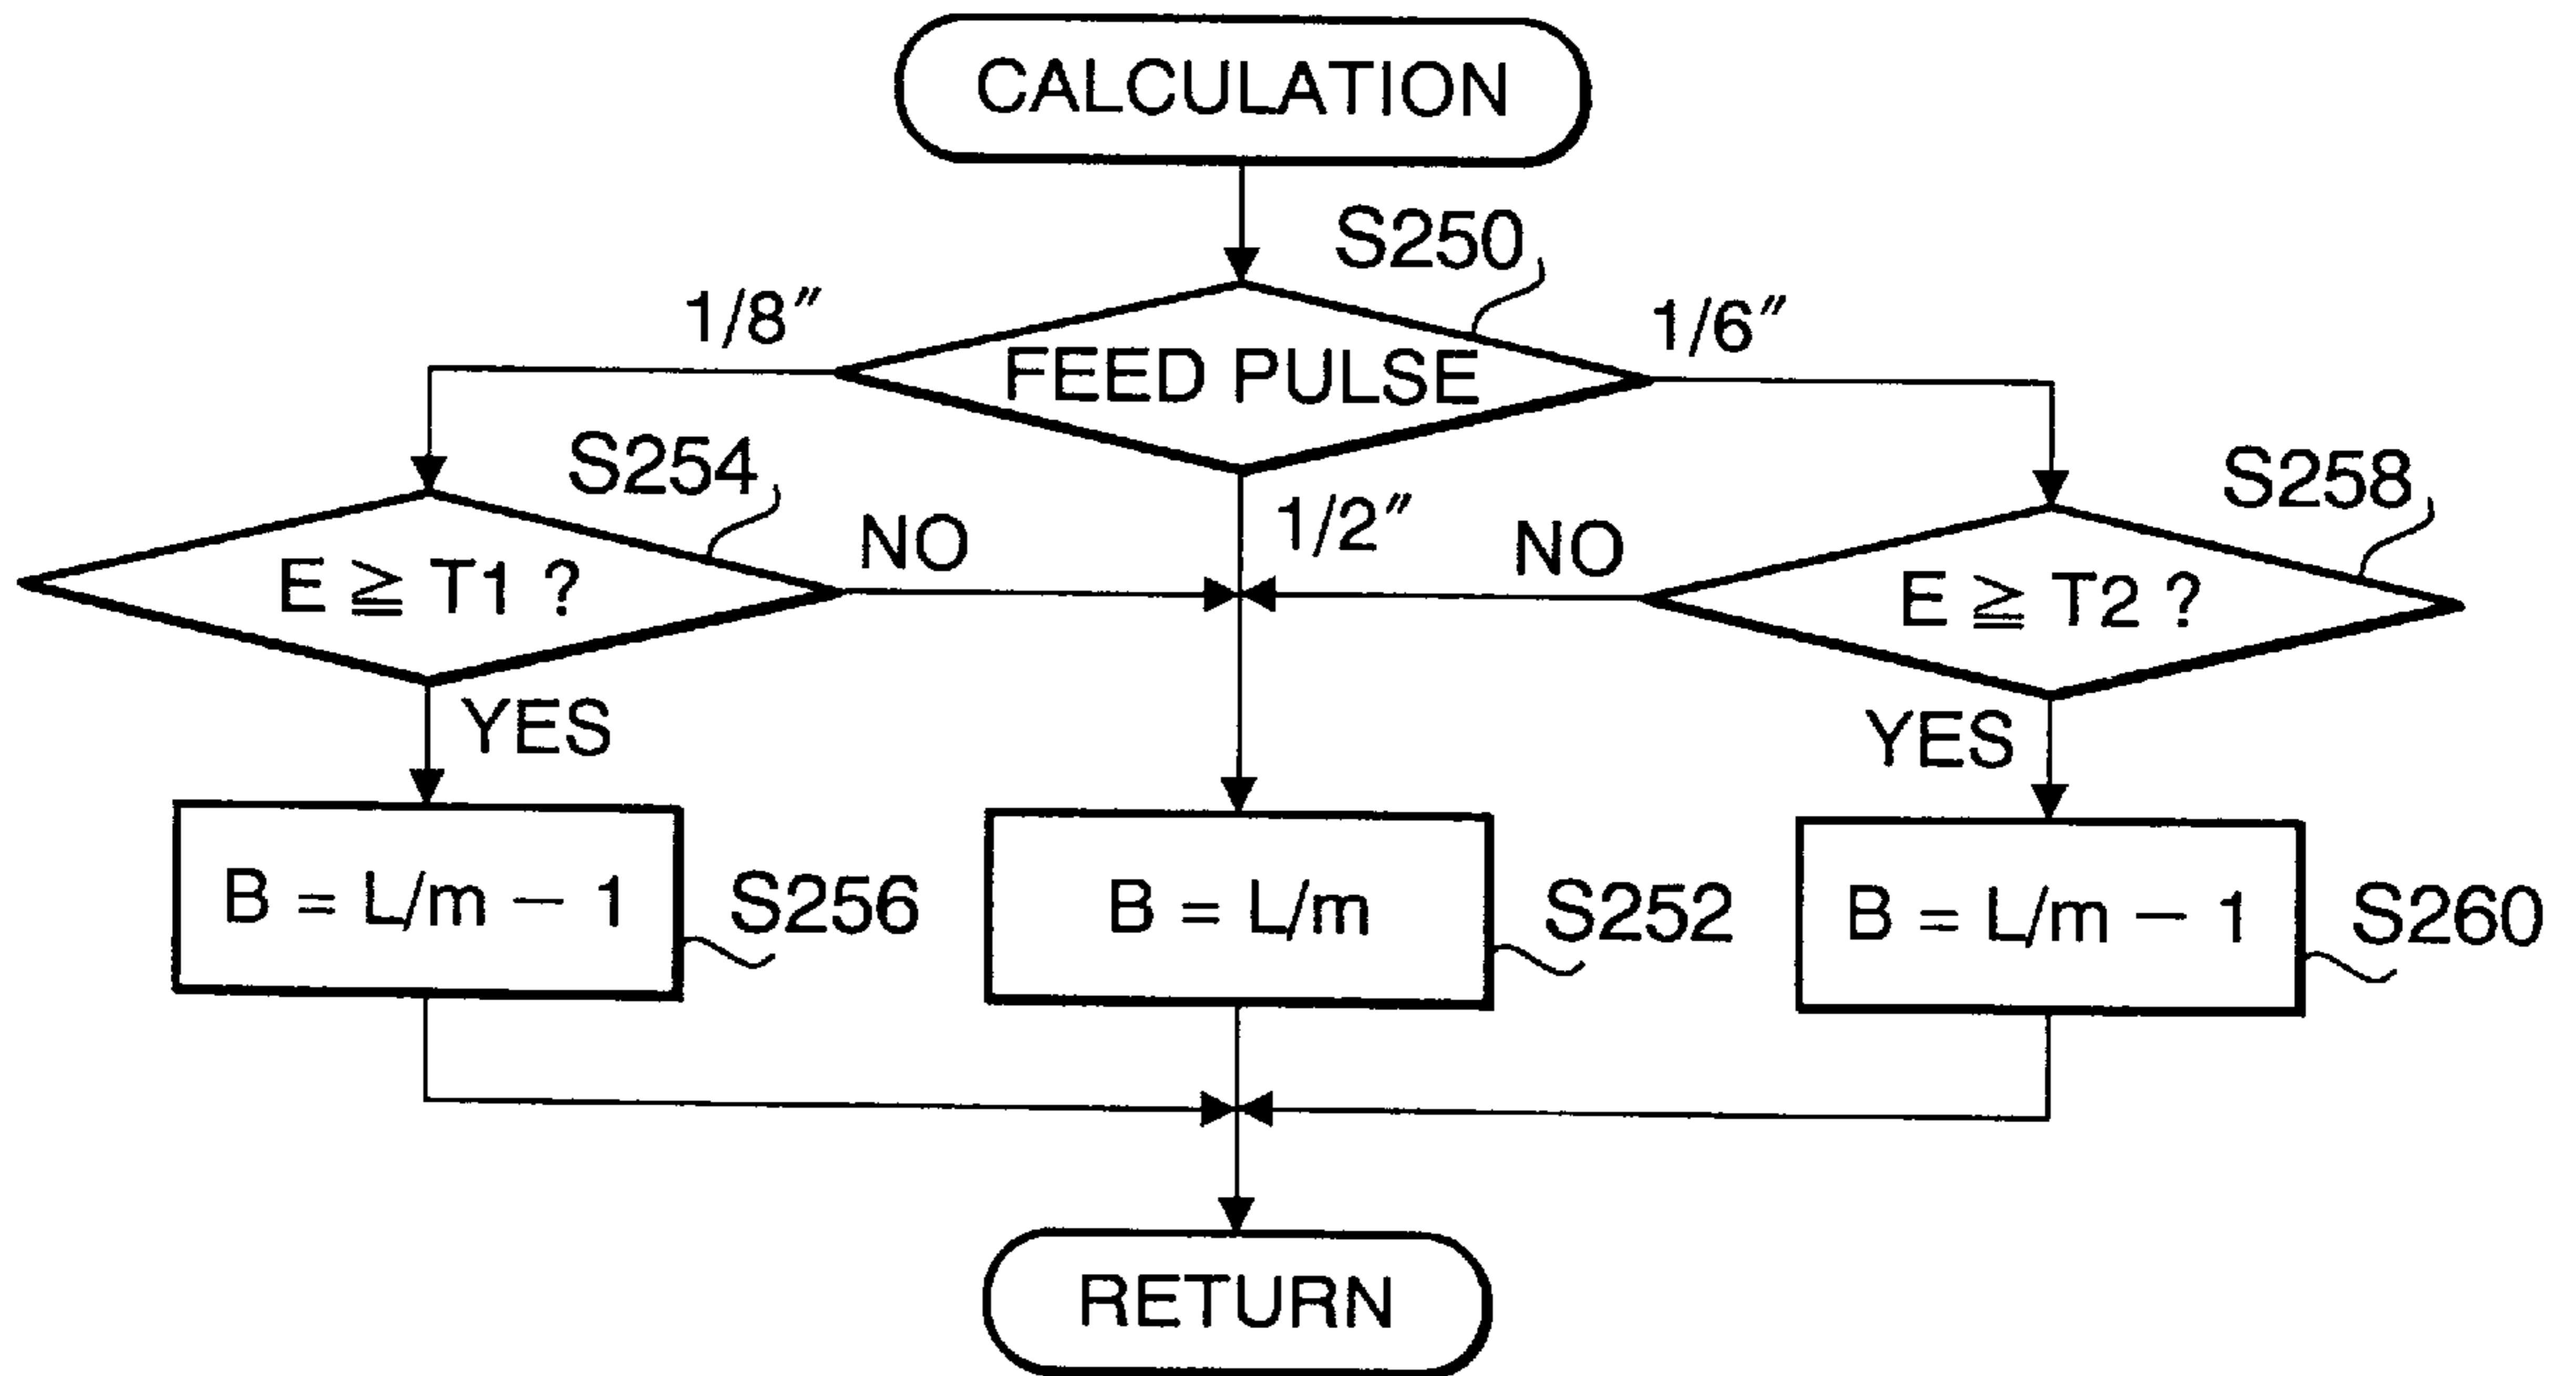 CALCULATION
S250
1/8″
FEED PULSE
1/6″
S254
S258
1/2″
E ≧ T1 ?
NO
NO
E ≧ T2 ?
YES
YES
B = L/m − 1
S256
B = L/m
S252
B = L/m − 1
S260
RETURN